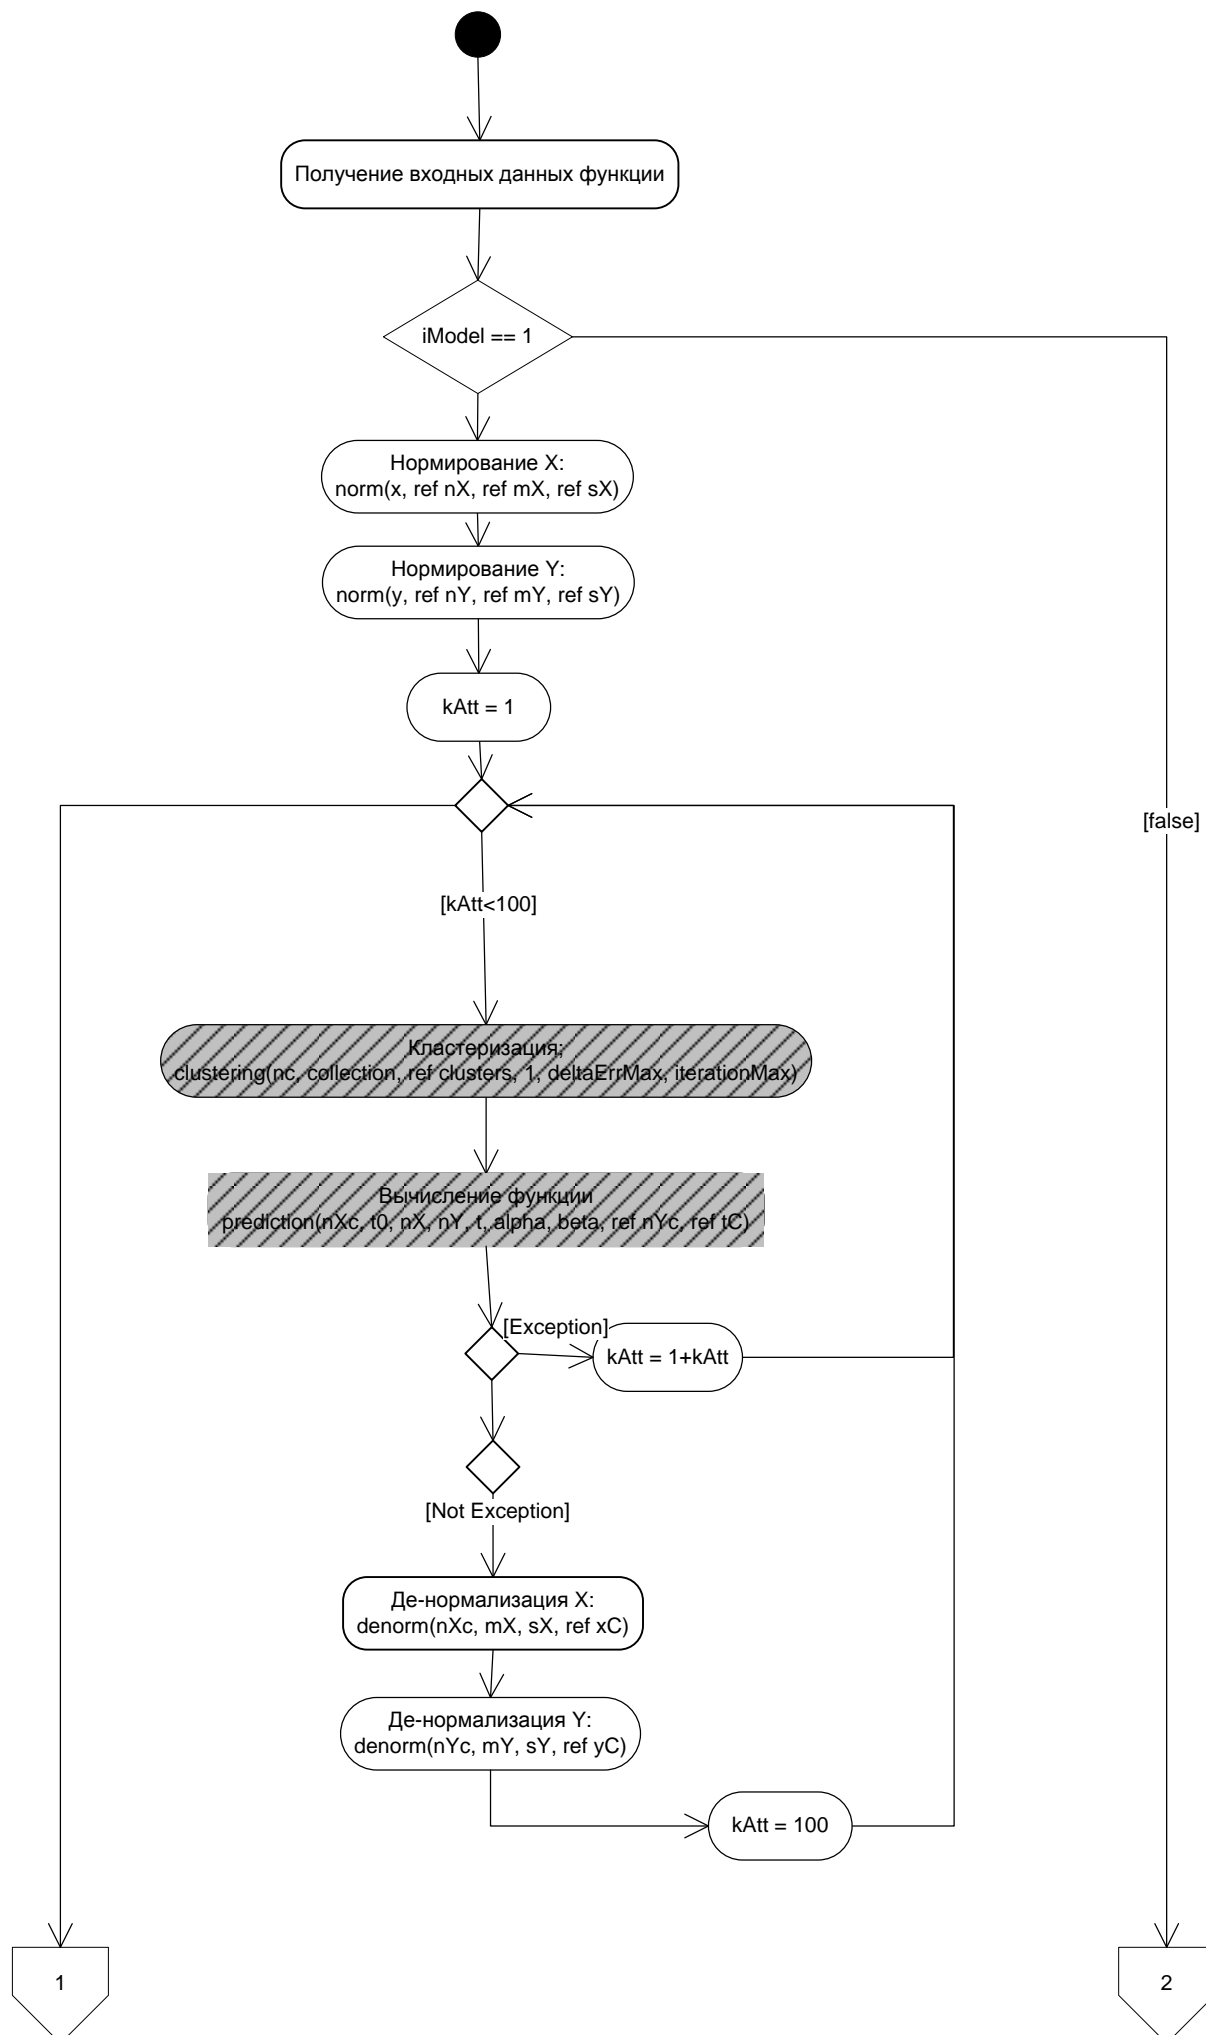 Получение входных данных функции
iModel == 1
Нормирование X:
norm(x, ref nX, ref mX, ref sX)
Нормирование Y:
norm(y, ref nY, ref mY, ref sY)
kAtt = 1
[false]
[kAtt<100]
Кластеризация;
clustering(nc, collection, ref clusters, 1, deltaErrMax, iterationMax)
Вычисление функции
prediction(nXc, t0, nX, nY, t, alpha, beta, ref nYc, ref tC)
[Exception]
kAtt = 1+kAtt
[Not Exception]
Де-нормализация X:
denorm(nXc, mX, sX, ref xC)
Де-нормализация Y:
denorm(nYc, mY, sY, ref yC)
kAtt = 100
1
2